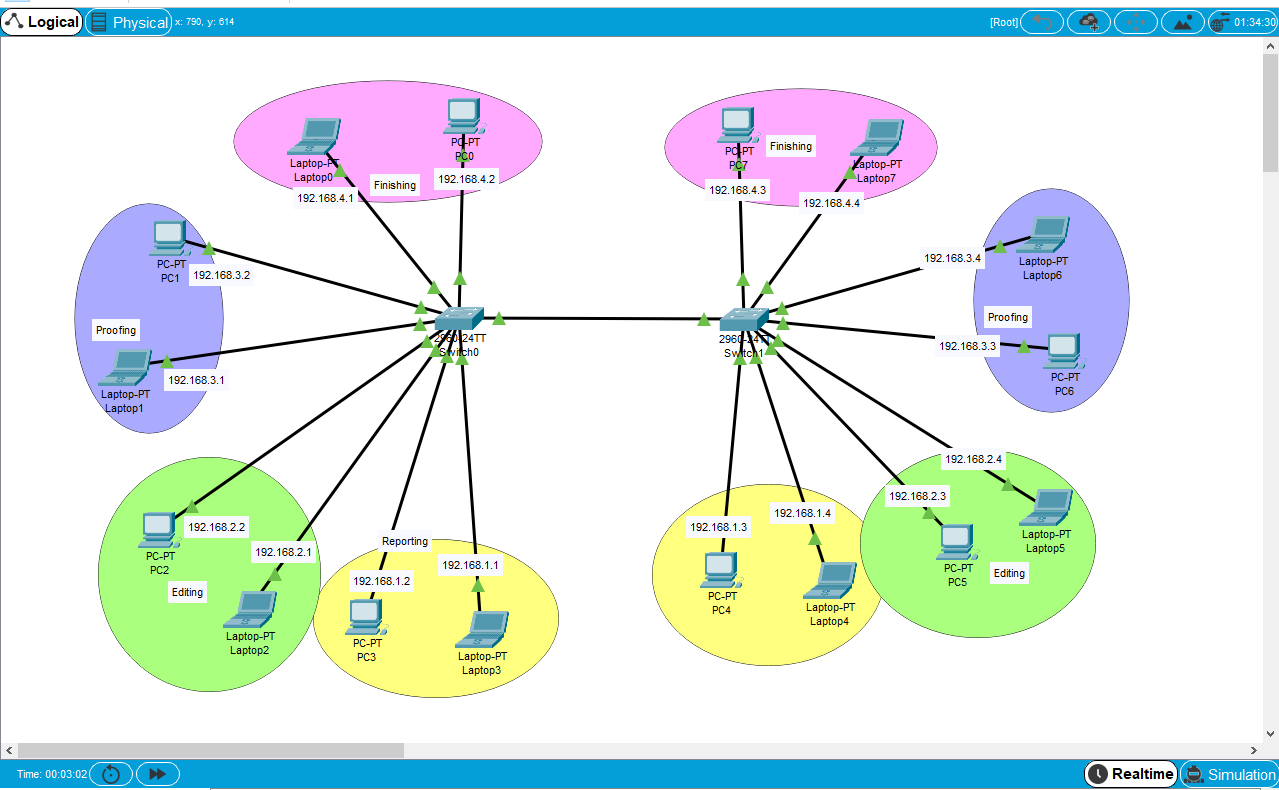 Logical
Physical
x: 790, y: 614
[Root]
01:34:30
Laptop-PT
Laptop0
192.168.4.1
Finishing
PC-PT
PC0
192.168.4.2
PC-PT
PC7
192.168.4.3
Finishing
Laptop-PT
Laptop7
192.168.4.4
PC-PT
PC1
192.168.3.2
Proofing
Laptop-PT
Laptop1
192.168.3.1
2960-24TT
Switch0
2960-24TT
Switch1
192.168.3.4
Laptop-PT
Laptop6
Proofing
192.168.3.3
PC-PT
PC6
PC-PT
PC2
192.168.2.2
Editing
192.168.2.1
Laptop-PT
Laptop2
Reporting
192.168.1.2
PC-PT
PC3
192.168.1.1
Laptop-PT
Laptop3
192.168.1.3
PC-PT
PC4
192.168.1.4
Laptop-PT
Laptop4
192.168.2.3
PC-PT
PC5
Editing
192.168.2.4
Laptop-PT
Laptop5
Time: 00:03:02
Realtime
Simulation